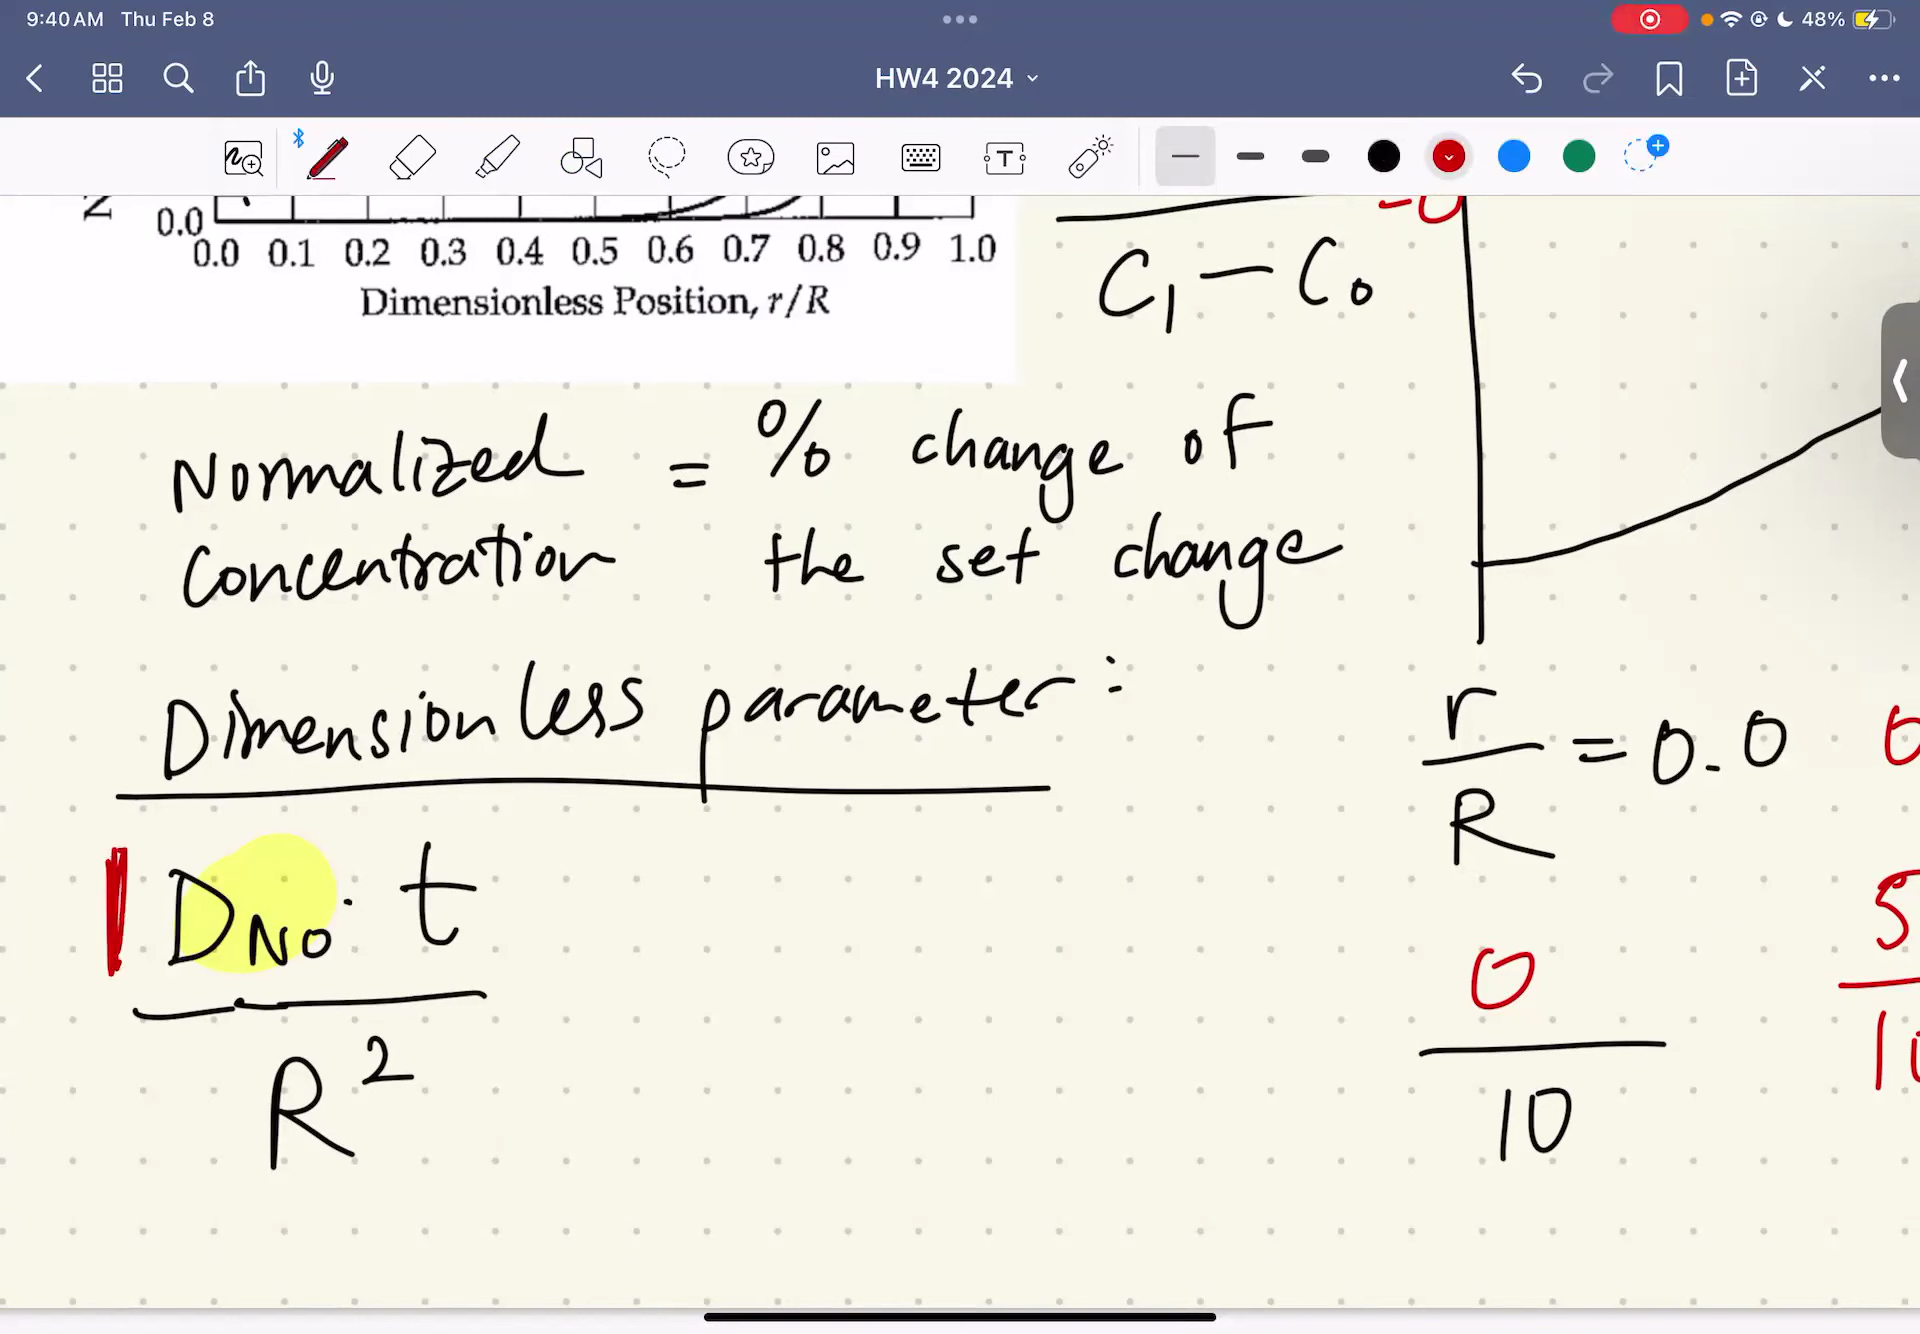 9:40 AM Thu Feb 8
48%
HW4 2024
0.0
0.0 0.1 0.2 0.3 0.4 0.5 0.6 0.7 0.8 0.9 1.0
Dimensionless Position, r/R
C₁ - C₀
Normalized = % change of
concentration the set change
Dimensionless parameter:
D_NO · t
R²
r
R
= 0.0
0
10
5